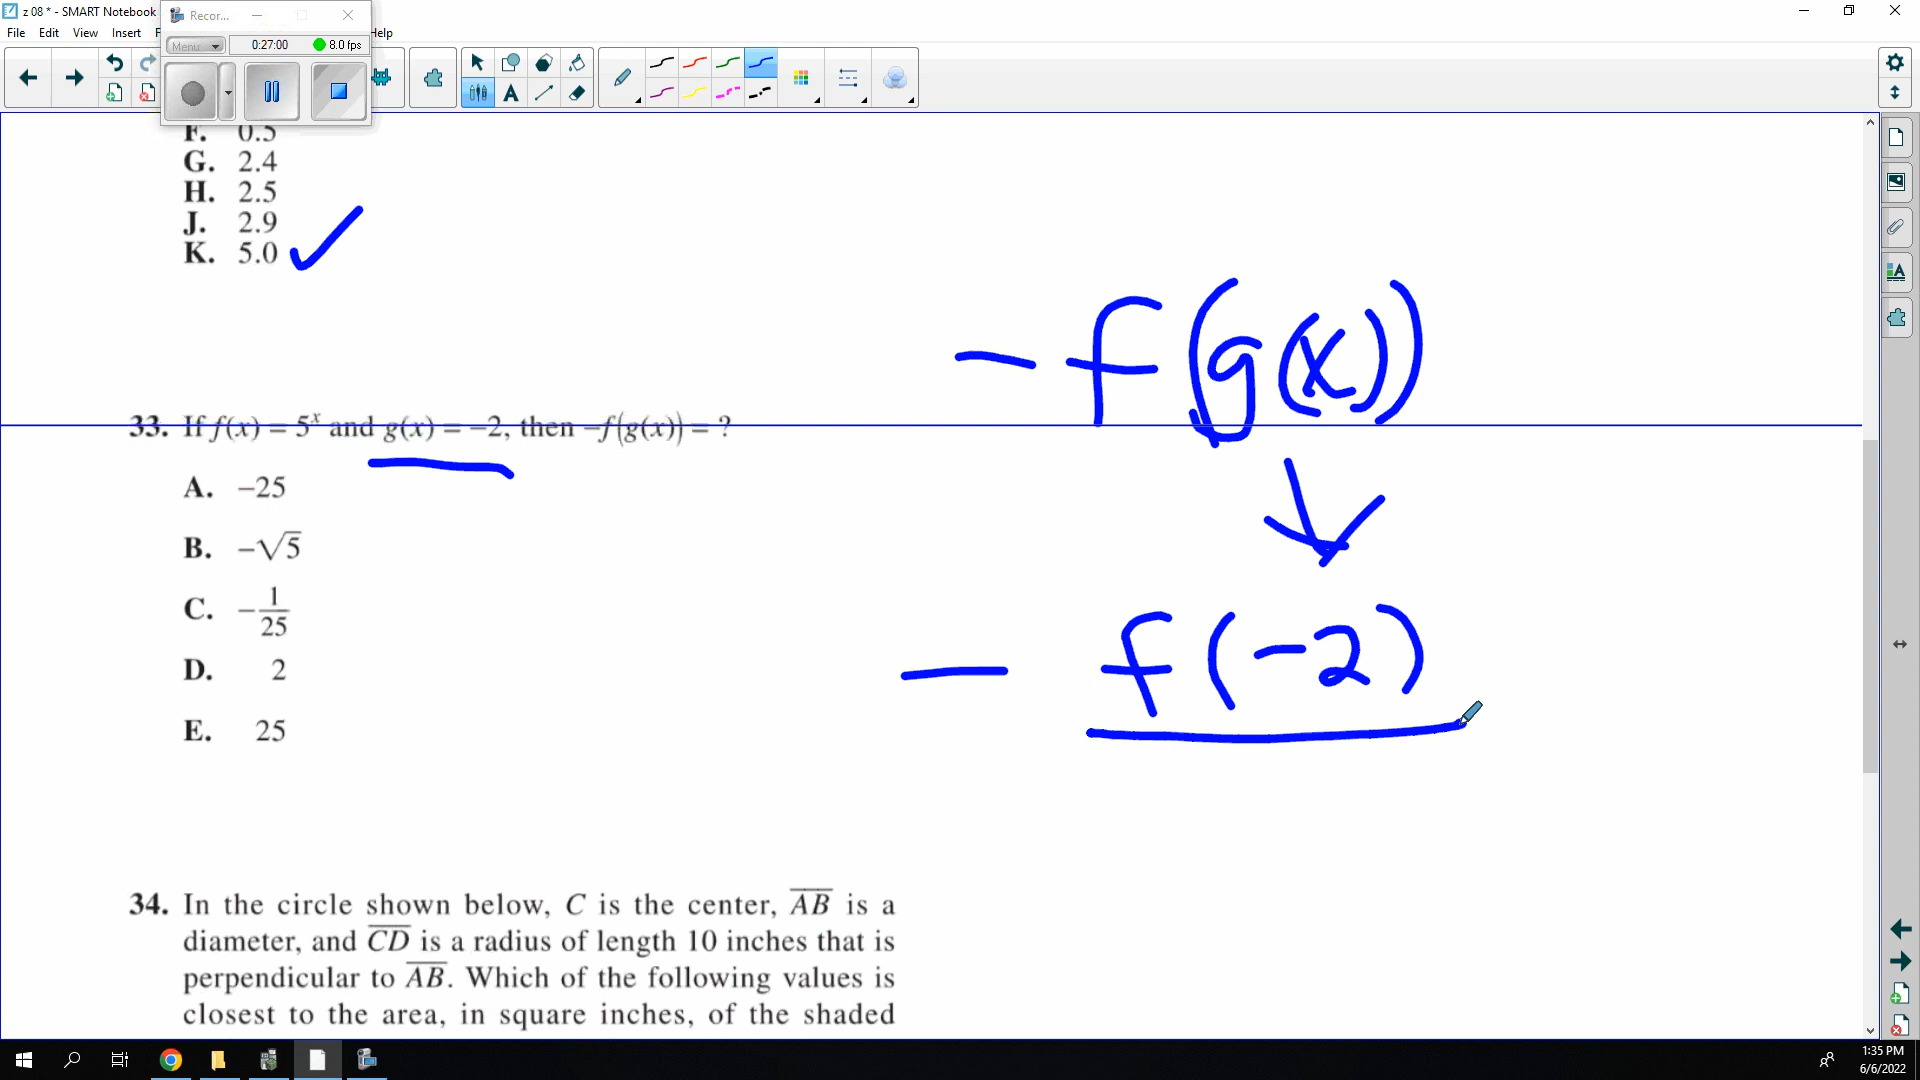 z 08 * - SMART Notebook
Recor...
File Edit View Insert F Help
Menu 0:27:00 8.0 fps
F. 0.5
G. 2.4
H. 2.5
J. 2.9
K. 5.0
- f(g(x))
33. If f(x) = 5ˣ and g(x) = –2, then –f(g(x)) = ?
A. –25
B. –√5
C. –1/25
D. 2
E. 25
- f(-2)
34. In the circle shown below, C is the center, A̅B̅ is a
diameter, and C̅D̅ is a radius of length 10 inches that is
perpendicular to A̅B̅. Which of the following values is
closest to the area, in square inches, of the shaded
1:35 PM
6/6/2022